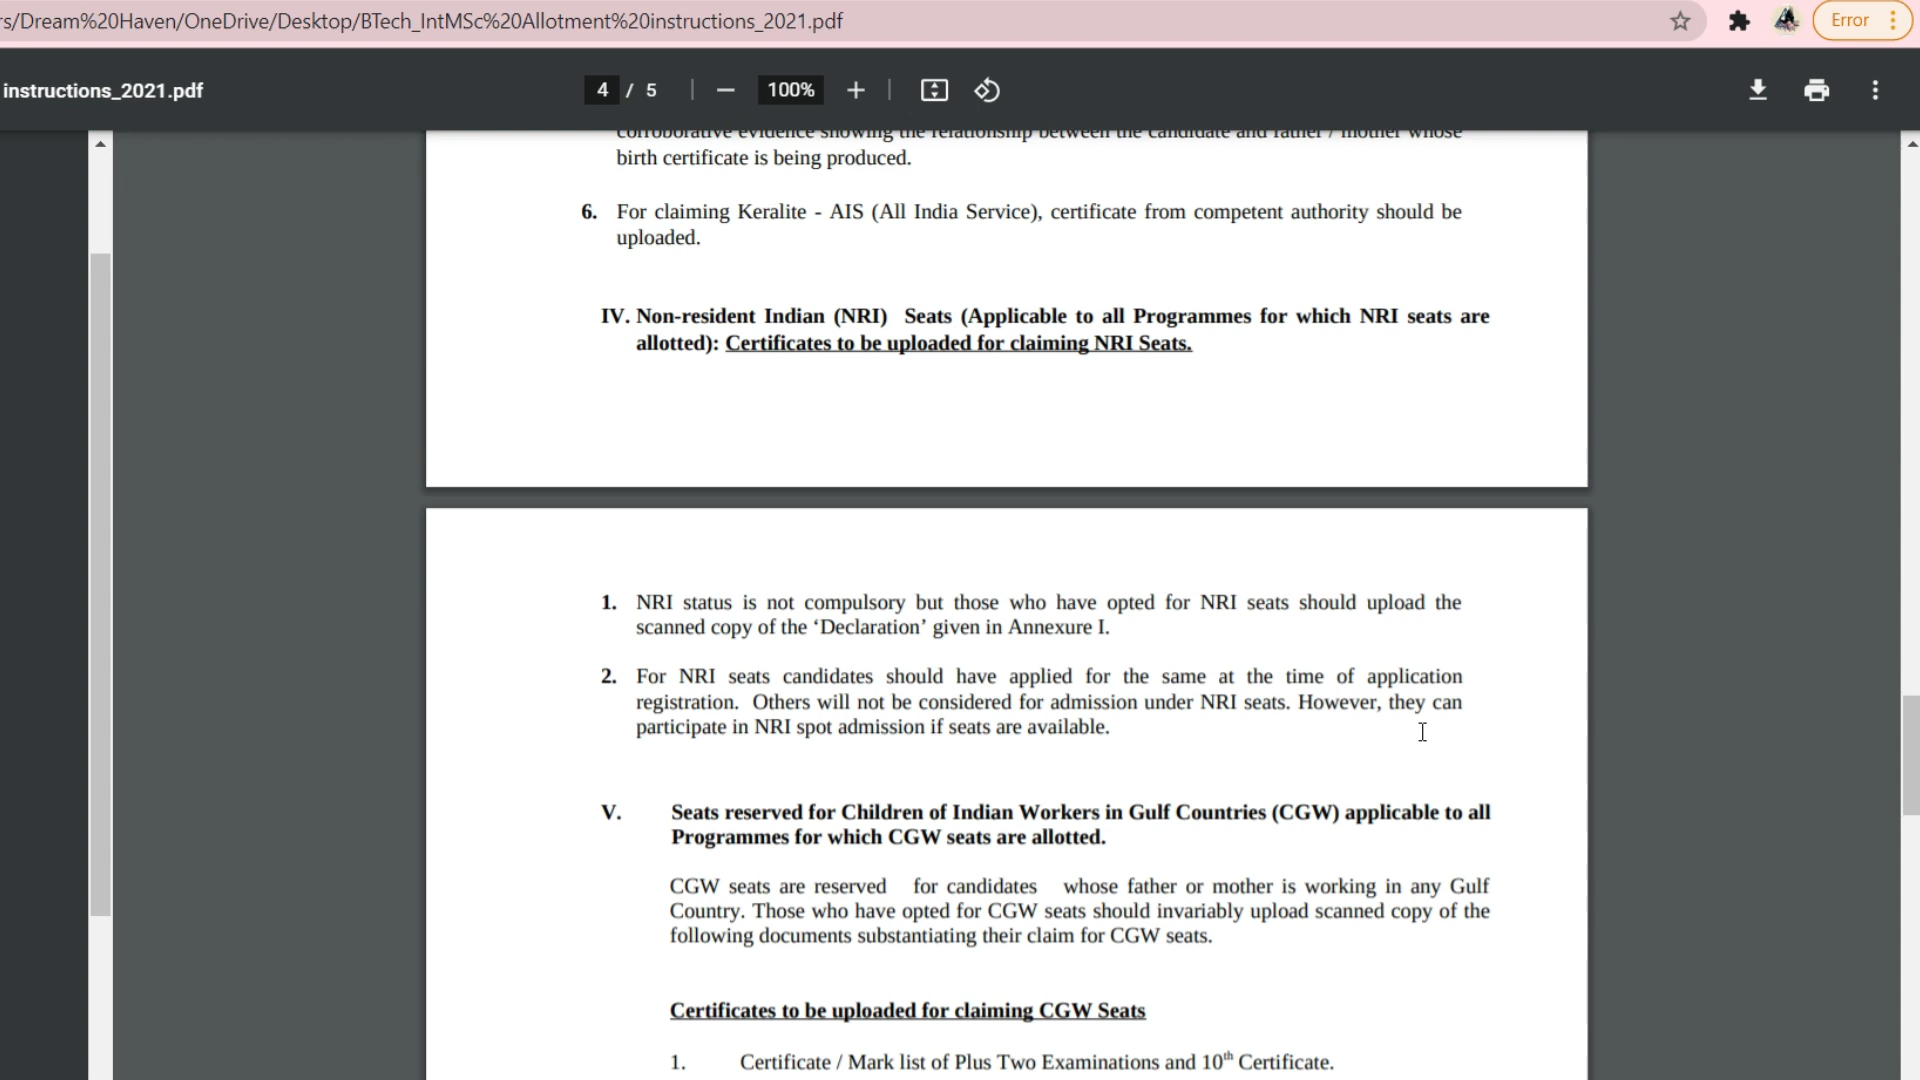 s/Dream%20Haven/OneDrive/Desktop/BTech_IntMSc%20Allotment%20instructions_2021.pdf
Error
instructions_2021.pdf
4 / 5
100%
corroborative evidence showing the relationship between the candidate and father / mother whose
birth certificate is being produced.
6. For claiming Keralite - AIS (All India Service), certificate from competent authority should be
uploaded.
IV. Non-resident Indian (NRI) Seats (Applicable to all Programmes for which NRI seats are
allotted): Certificates to be uploaded for claiming NRI Seats.
1. NRI status is not compulsory but those who have opted for NRI seats should upload the
scanned copy of the ‘Declaration’ given in Annexure I.
2. For NRI seats candidates should have applied for the same at the time of application
registration. Others will not be considered for admission under NRI seats. However, they can
participate in NRI spot admission if seats are available.
V. Seats reserved for Children of Indian Workers in Gulf Countries (CGW) applicable to all
Programmes for which CGW seats are allotted.
CGW seats are reserved for candidates whose father or mother is working in any Gulf
Country. Those who have opted for CGW seats should invariably upload scanned copy of the
following documents substantiating their claim for CGW seats.
Certificates to be uploaded for claiming CGW Seats
1. Certificate / Mark list of Plus Two Examinations and 10th Certificate.